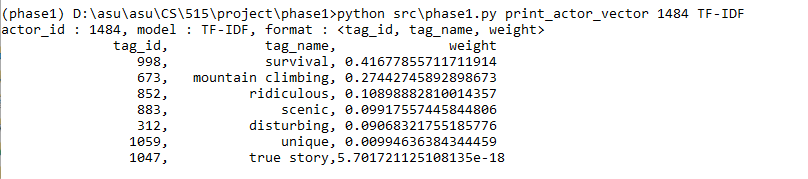 (phase1) D:\asu\asu\CS\515\project\phase1>python src\phase1.py print_actor_vector 1484 TF-IDF
actor_id : 1484, model : TF-IDF, format : <tag_id, tag_name, weight>
tag_id, tag_name, weight
998, survival, 0.41677855711711914
673, mountain climbing, 0.27442745892898673
852, ridiculous, 0.10898882810014357
883, scenic, 0.09917557445844806
312, disturbing, 0.09068321755185776
1059, unique, 0.00994636384344459
1047, true story,5.701721125108135e-18